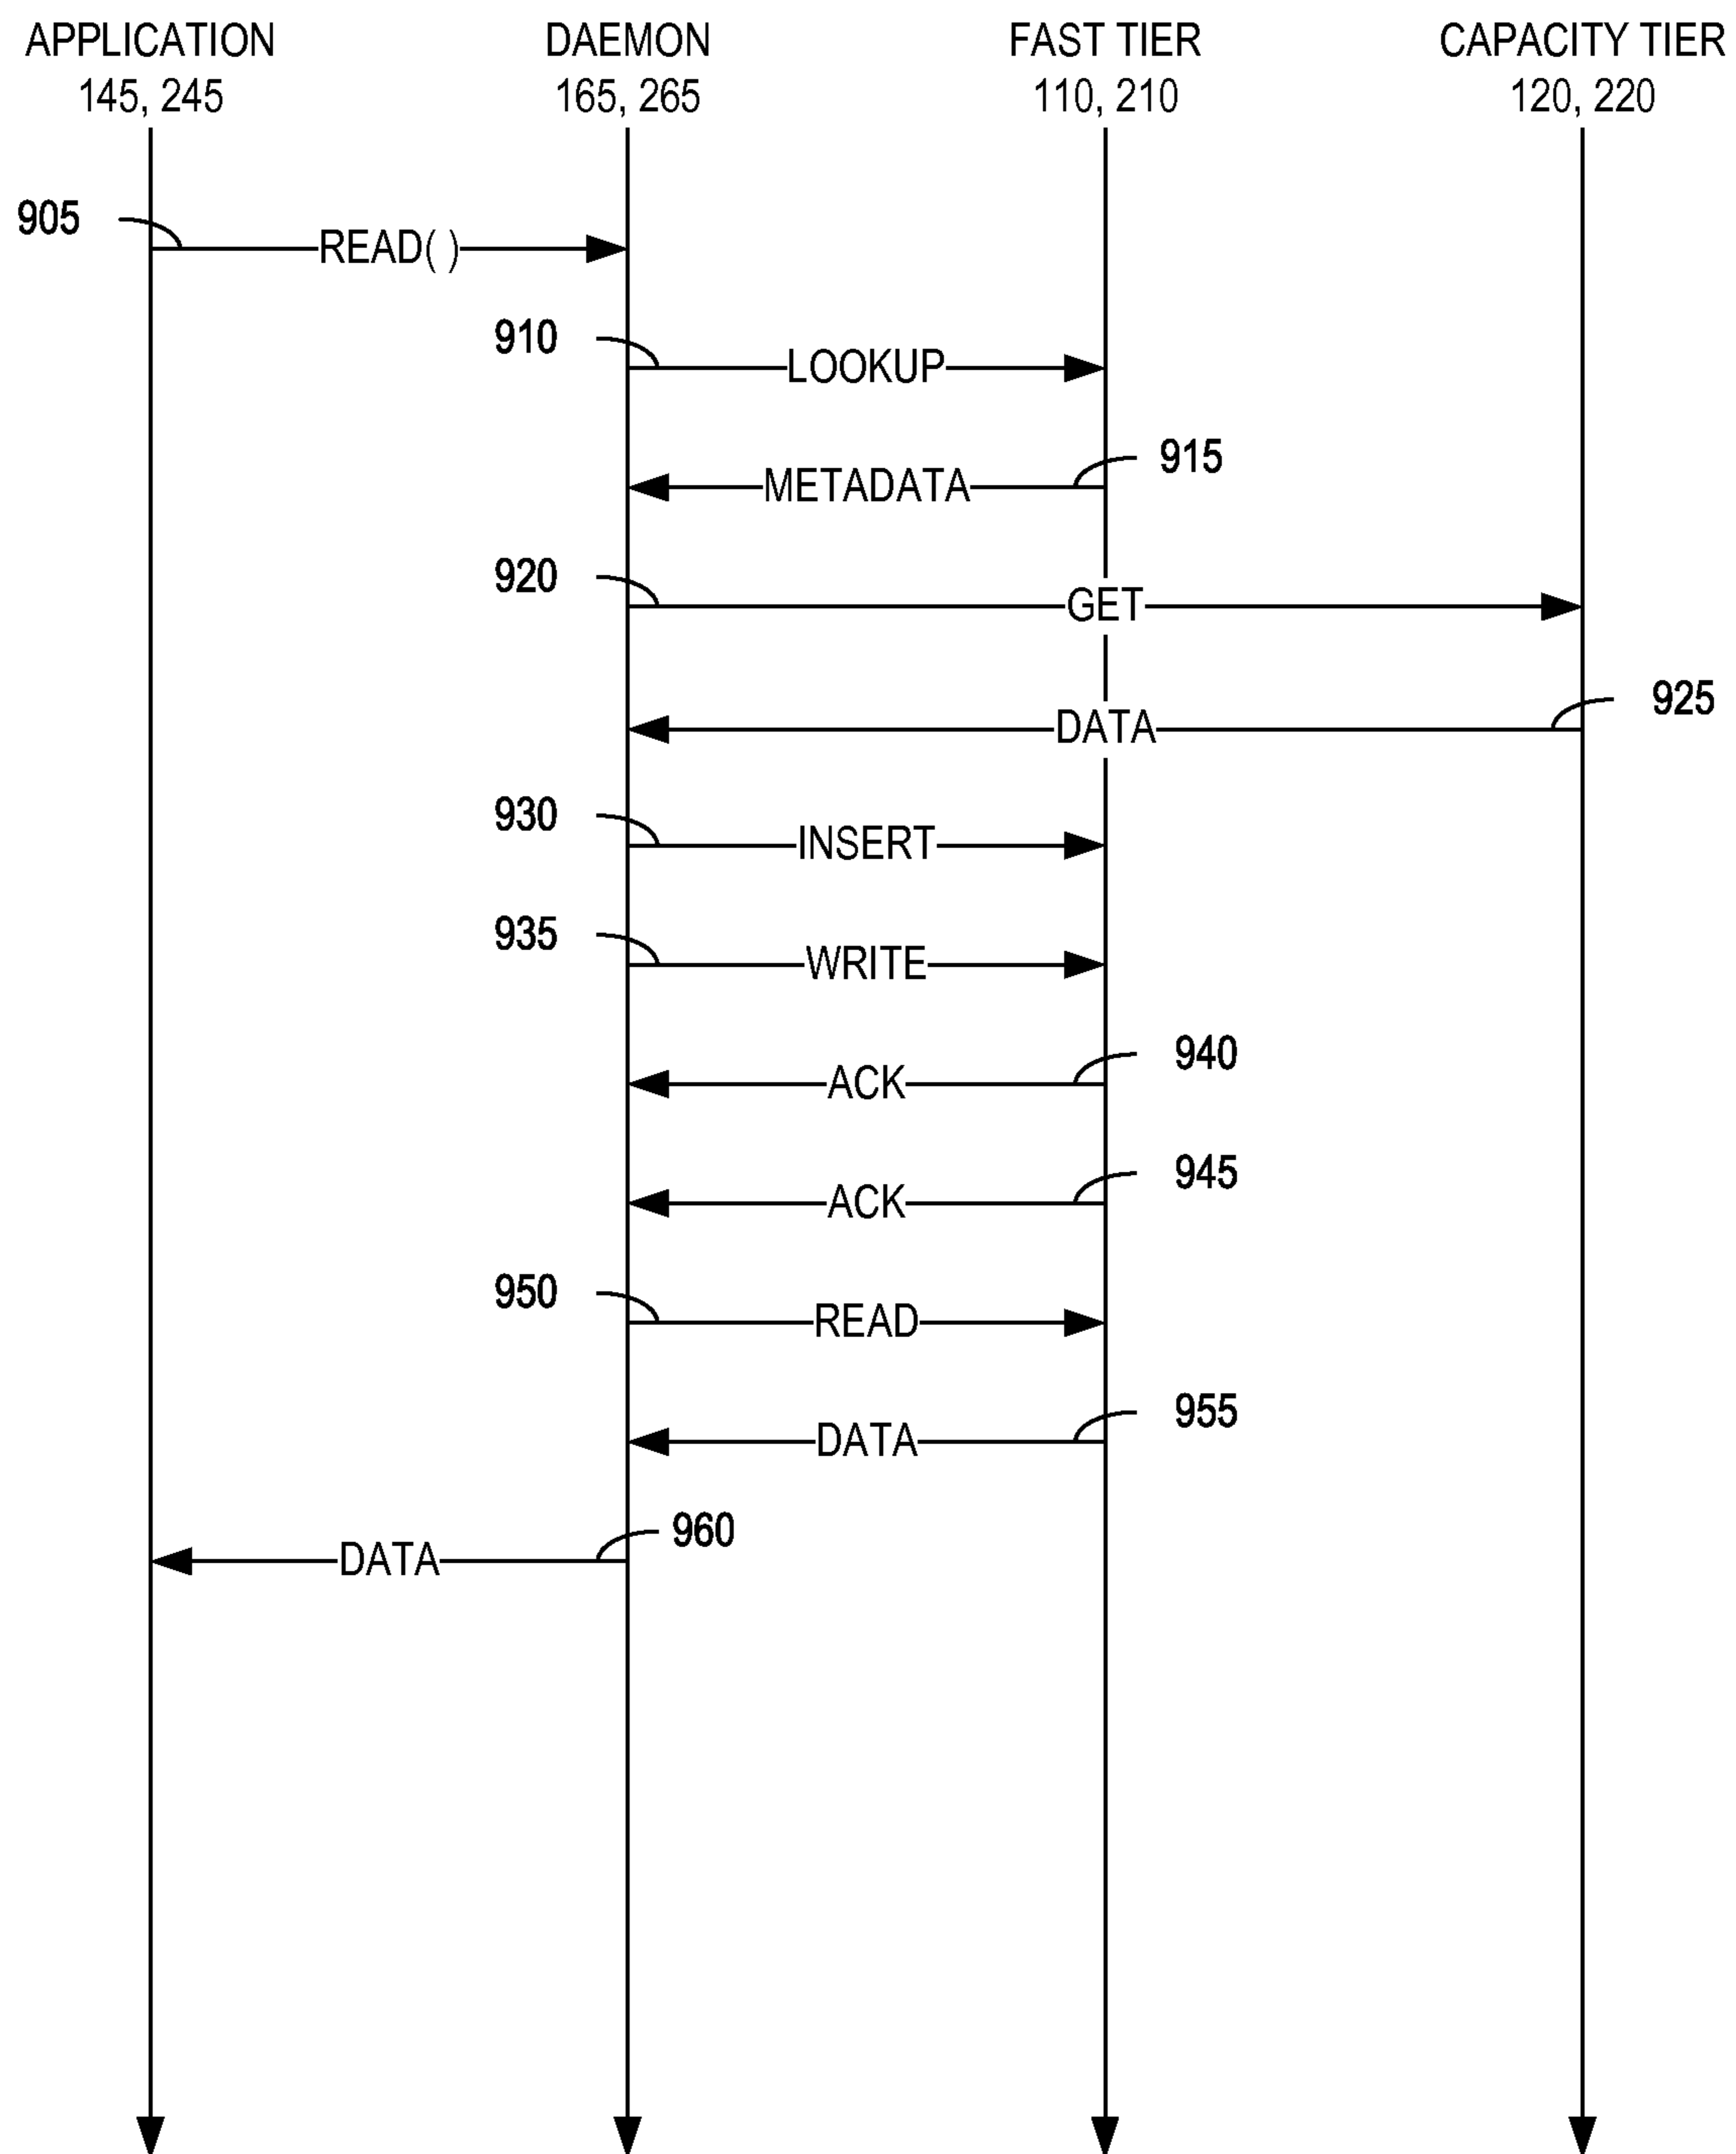 APPLICATION
145, 245
DAEMON
165, 265
FAST TIER
110, 210
CAPACITY TIER
120, 220
905
READ( )
910
LOOKUP
915
METADATA
920
GET
925
DATA
930
INSERT
935
WRITE
940
ACK
945
ACK
950
READ
955
DATA
960
DATA